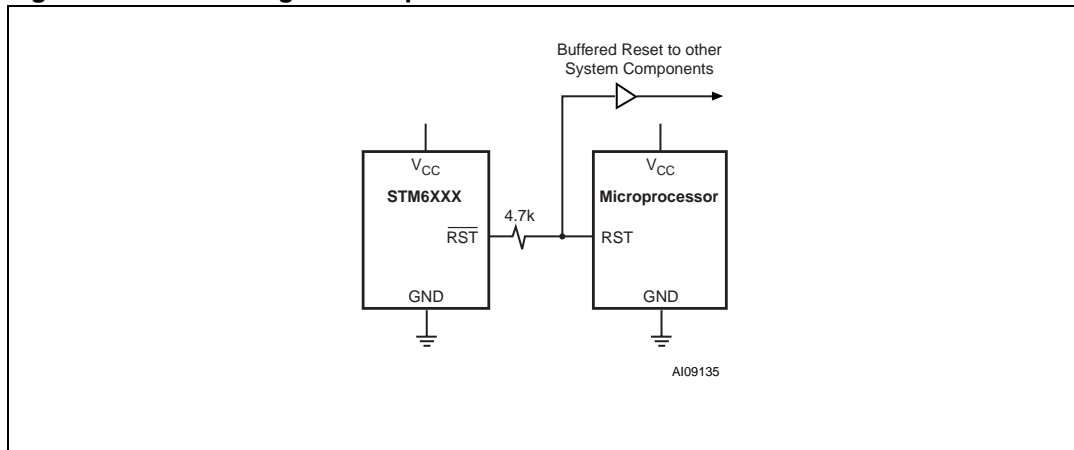 Buffered Reset to other
System Components
VCC
STM6XXX
RST
GND
4.7k
VCC
Microprocessor
RST
GND
AI09135